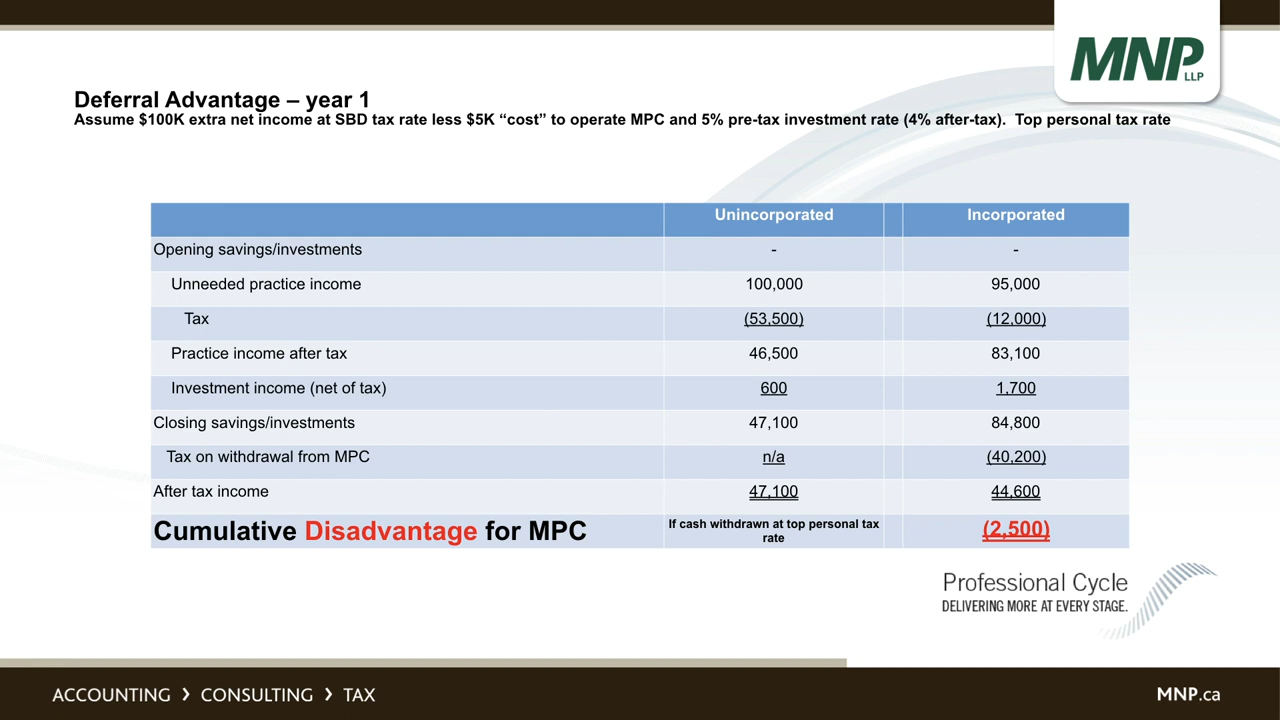 MNP
LLP
Deferral Advantage – year 1
Assume $100K extra net income at SBD tax rate less $5K “cost” to operate MPC and 5% pre-tax investment rate (4% after-tax).  Top personal tax rate
Unincorporated Incorporated
Opening savings/investments - -
Unneeded practice income 100,000 95,000
Tax (53,500) (12,000)
Practice income after tax 46,500 83,100
Investment income (net of tax) 600 1,700
Closing savings/investments 47,100 84,800
Tax on withdrawal from MPC n/a (40,200)
After tax income 47,100 44,600
Cumulative Disadvantage for MPC If cash withdrawn at top personal tax (2,500)
rate
Professional Cycle
DELIVERING MORE AT EVERY STAGE.
ACCOUNTING › CONSULTING › TAX MNP.ca